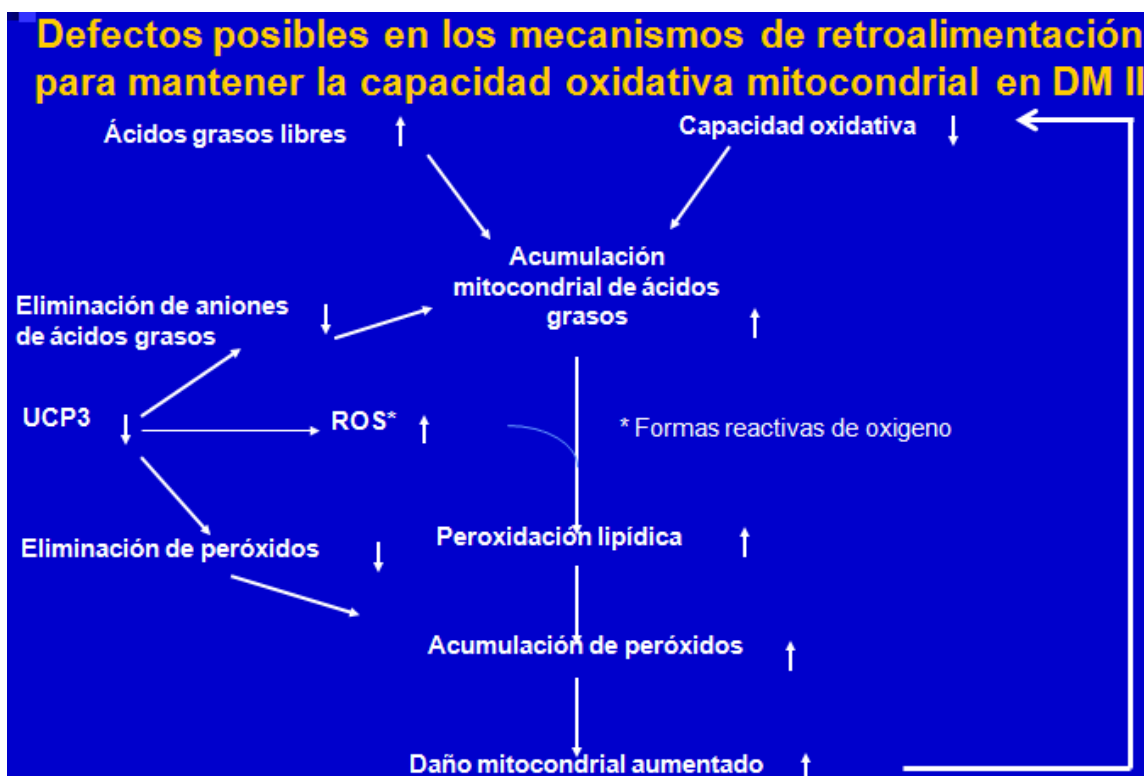 Defectos posibles en los mecanismos de retroalimentación
para mantener la capacidad oxidativa mitocondrial en DM II
Ácidos grasos libres
Capacidad oxidativa
Acumulación
mitocondrial de ácidos
grasos
Eliminación de aniones
de ácidos grasos
UCP3
ROS*
* Formas reactivas de oxigeno
Eliminación de peróxidos
Peroxidación lipídica
Acumulación de peróxidos
Daño mitocondrial aumentado